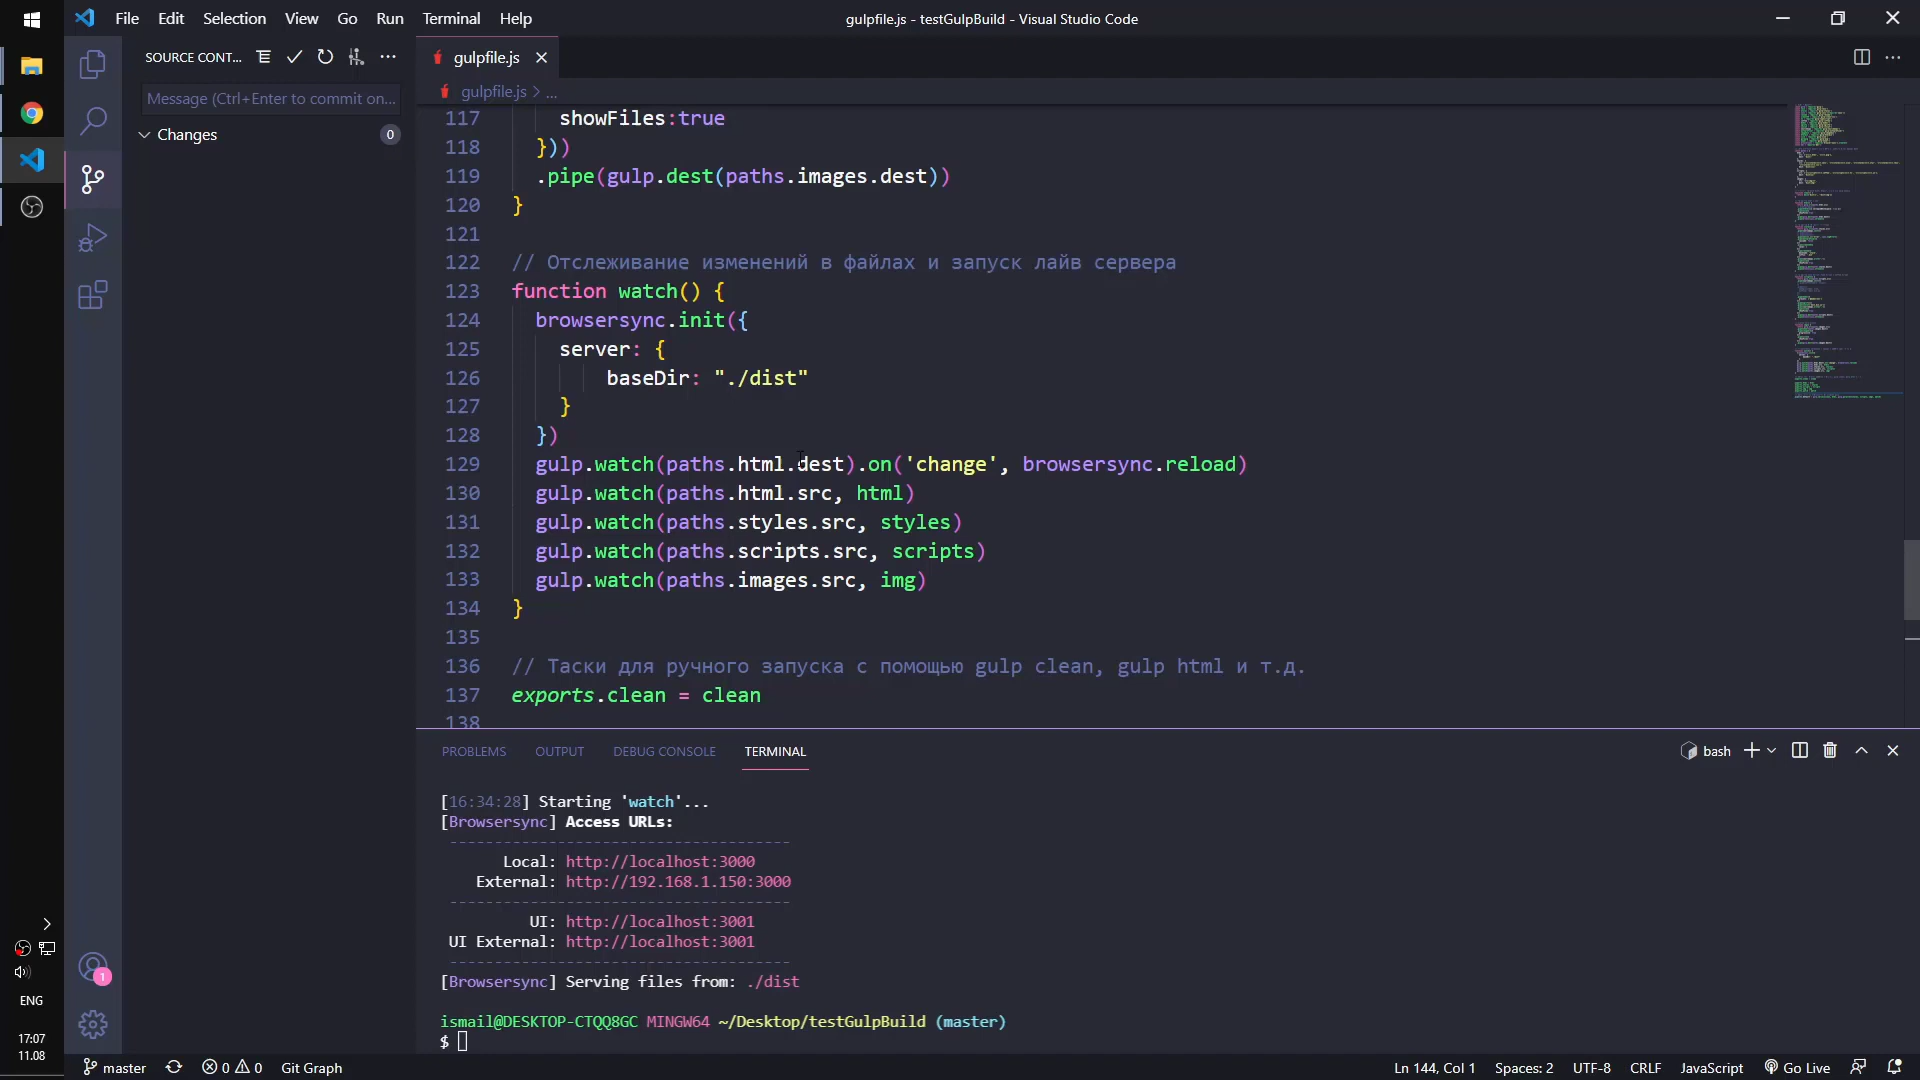 File Edit Selection View Go Run Terminal Help
gulpfile.js - testGulpBuild - Visual Studio Code
SOURCE CONT...
gulpfile.js
Message (Ctrl+Enter to commit on...
gulpfile.js > ...
Changes 0
117 showFiles:true
118 }))
119 .pipe(gulp.dest(paths.images.dest))
120 }
121
122 // Отслеживание изменений в файлах и запуск лайв сервера
123 function watch() {
124 browsersync.init({
125 server: {
126 baseDir: "./dist"
127 }
128 })
129 gulp.watch(paths.html.dest).on('change', browsersync.reload)
130 gulp.watch(paths.html.src, html)
131 gulp.watch(paths.styles.src, styles)
132 gulp.watch(paths.scripts.src, scripts)
133 gulp.watch(paths.images.src, img)
134 }
135
136 // Таски для ручного запуска с помощью gulp clean, gulp html и т.д.
137 exports.clean = clean
138
PROBLEMS OUTPUT DEBUG CONSOLE TERMINAL
bash
[16:34:28] Starting 'watch'...
[Browsersync] Access URLs:
--------------------------------------
Local: http://localhost:3000
External: http://192.168.1.150:3000
--------------------------------------
UI: http://localhost:3001
UI External: http://localhost:3001
--------------------------------------
[Browsersync] Serving files from: ./dist
ismail@DESKTOP-CTQQ8GC MINGW64 ~/Desktop/testGulpBuild (master)
$
1
ENG
17:07
11.08
master 0 0 Git Graph
Ln 144, Col 1 Spaces: 2 UTF-8 CRLF JavaScript Go Live